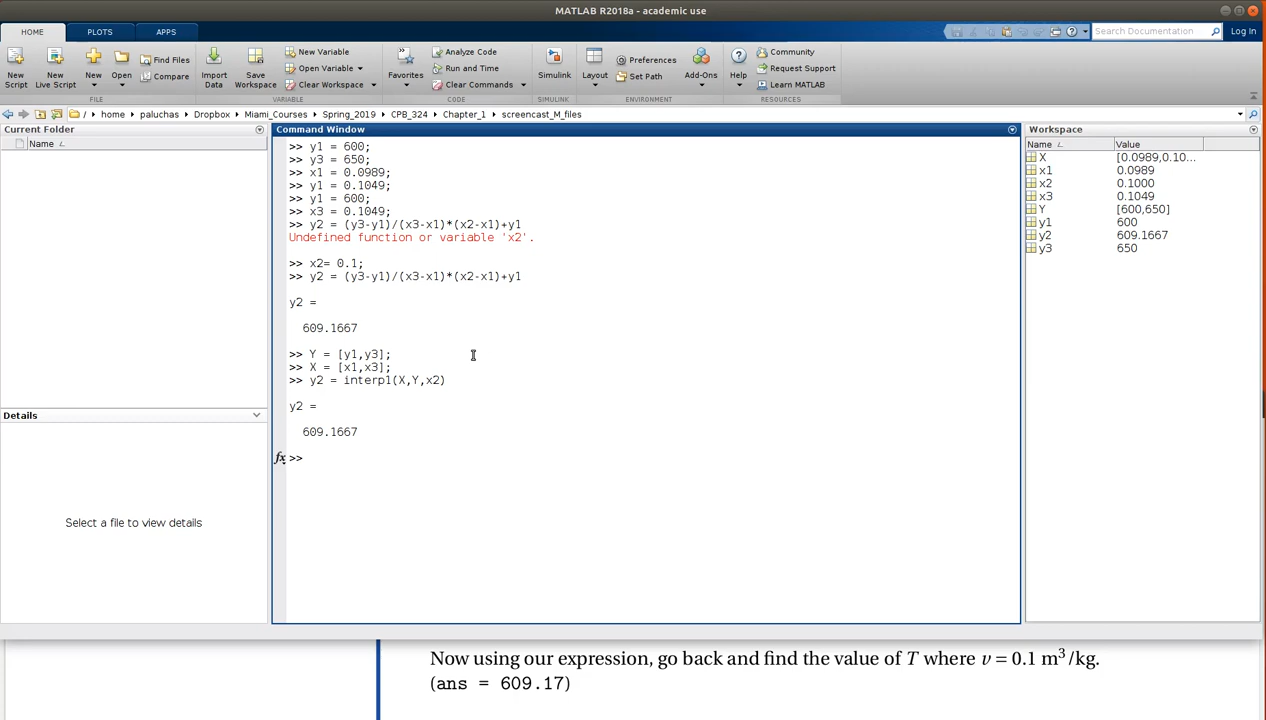 MATLAB R2018a - academic use
HOME PLOTS APPS
Search Documentation Log In
New Script
New Live Script
New
Open
Find Files
Compare
FILE
Import Data
Save Workspace
New Variable
Open Variable
Clear Workspace
VARIABLE
Favorites
Analyze Code
Run and Time
Clear Commands
CODE
Simulink
SIMULINK
Layout
Preferences
Set Path
Add-Ons
ENVIRONMENT
Help
Community
Request Support
Learn MATLAB
RESOURCES
/ home paluchas Dropbox Miami_Courses Spring_2019 CPB_324 Chapter_1 screencast_M_files
Current Folder
Name
Details
Select a file to view details
Command Window
>> y1 = 600;
>> y3 = 650;
>> x1 = 0.0989;
>> y1 = 0.1049;
>> y1 = 600;
>> x3 = 0.1049;
>> y2 = (y3-y1)/(x3-x1)*(x2-x1)+y1
Undefined function or variable 'x2'.
>> x2= 0.1;
>> y2 = (y3-y1)/(x3-x1)*(x2-x1)+y1
y2 =
609.1667
>> Y = [y1,y3];
>> X = [x1,x3];
>> y2 = interp1(X,Y,x2)
y2 =
609.1667
fx >>
Workspace
Name Value
X [0.0989,0.10...
x1 0.0989
x2 0.1000
x3 0.1049
Y [600,650]
y1 600
y2 609.1667
y3 650
Now using our expression, go back and find the value of T where v = 0.1 m³/kg.
(ans = 609.17)